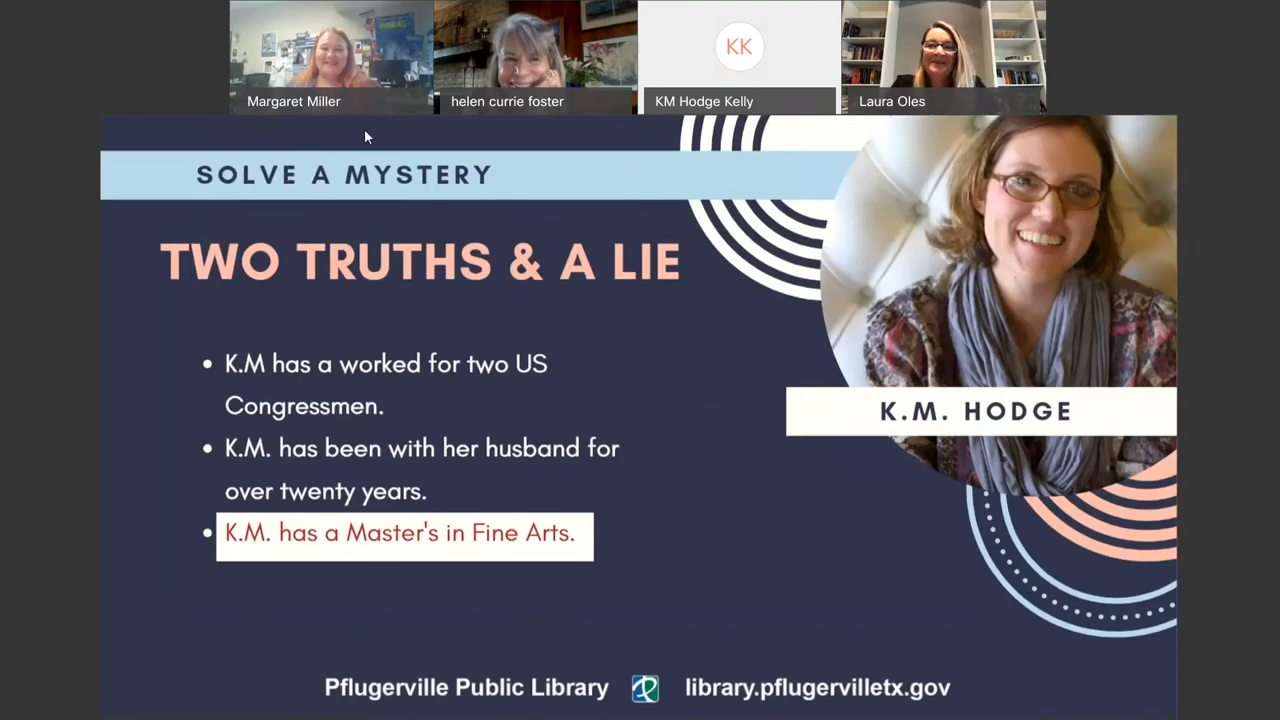 KK
Margaret Miller
helen currie foster
KM Hodge Kelly
Laura Oles
SOLVE A MYSTERY
TWO TRUTHS & A LIE
• K.M has a worked for two US
Congressmen.
• K.M. has been with her husband for
over twenty years.
• K.M. has a Master's in Fine Arts.
K.M. HODGE
Pflugerville Public Library library.pflugervilletx.gov